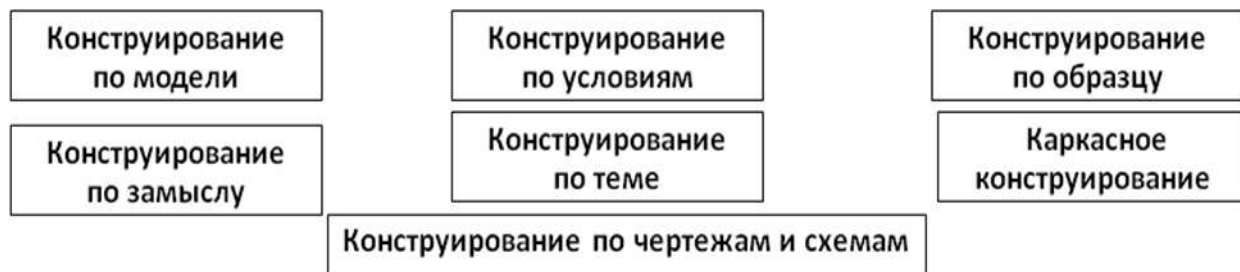 Конструирование
по модели
Конструирование
по условиям
Конструирование
по образцу
Конструирование
по замыслу
Конструирование
по теме
Каркасное
конструирование
Конструирование по чертежам и схемам